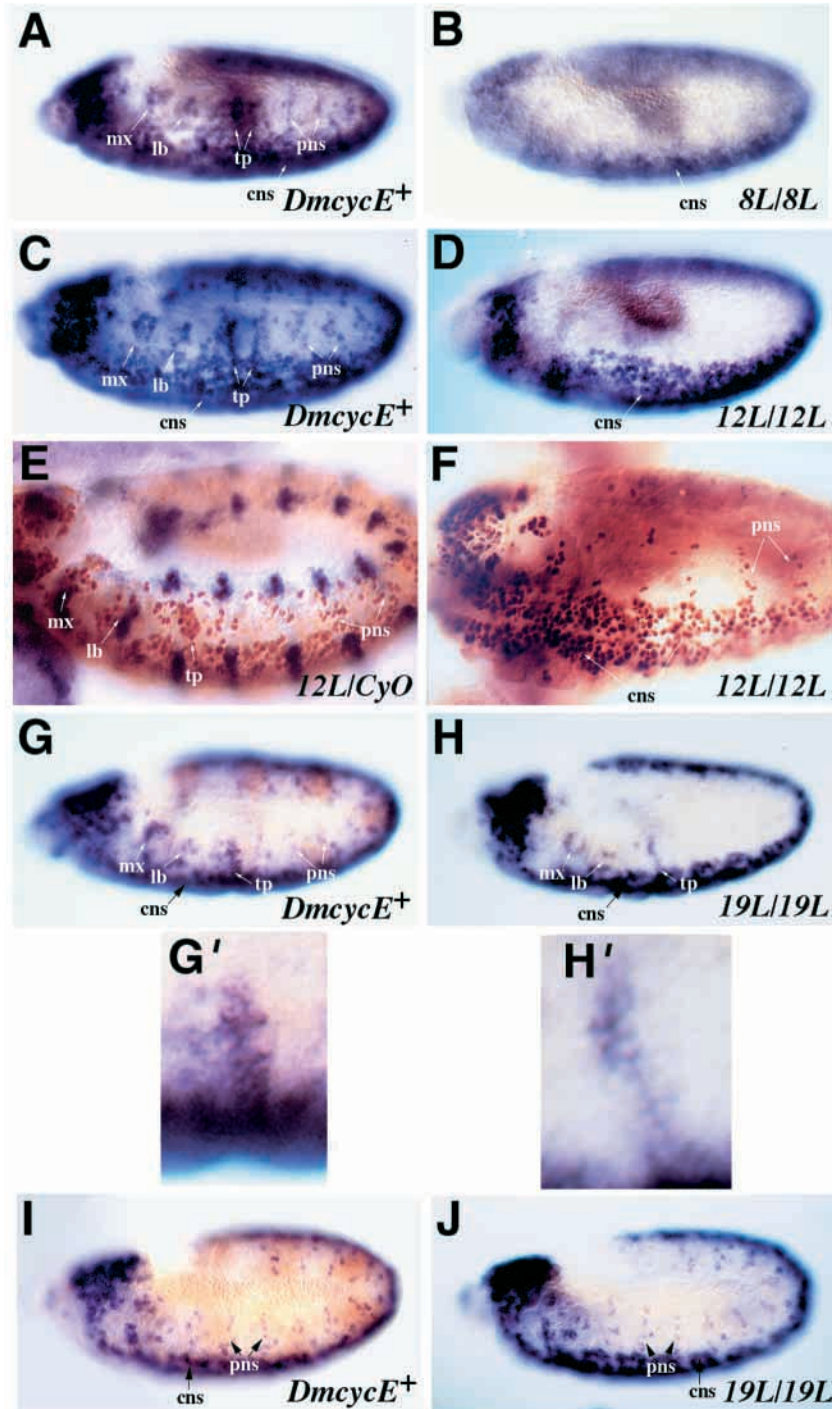 A
mx
lb
tp
pns
cns
DmcycE+
B
cns
8L/8L
C
mx
lb
tp
pns
cns
DmcycE+
D
cns
12L/12L
E
mx
lb
tp
pns
12L/CyO
F
pns
cns
12L/12L
G
mx
lb
tp
pns
cns
DmcycE+
H
mx
lb
tp
cns
19L/19L
G'
H'
I
pns
cns
DmcycE+
J
pns
cns
19L/19L